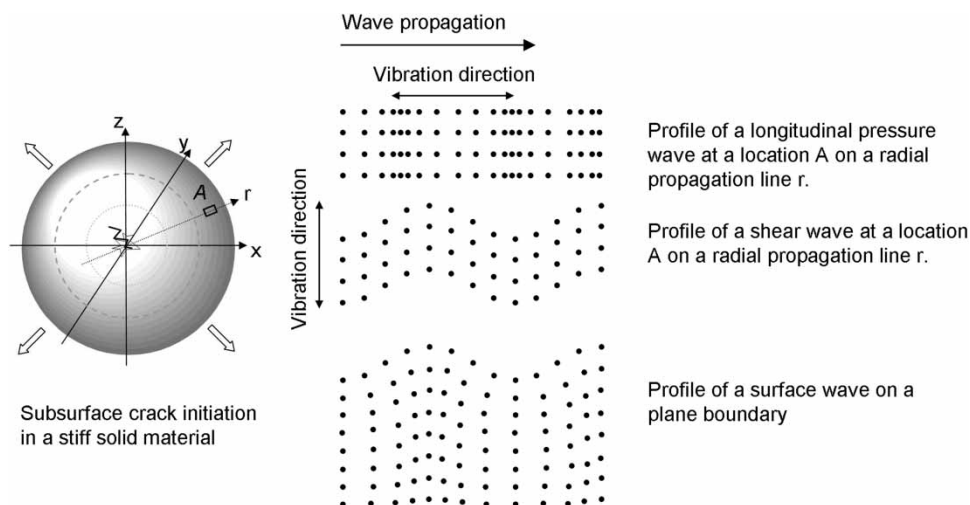 Wave propagation
Vibration direction
z
y
A
r
x
Vibration direction
Profile of a longitudinal pressure
wave at a location A on a radial
propagation line r.
Profile of a shear wave at a location
A on a radial propagation line r.
Profile of a surface wave on a
plane boundary
Subsurface crack initiation
in a stiff solid material